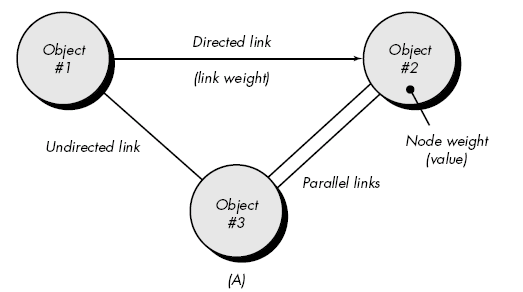 Object
#1
Directed link
(link weight)
Object
#2
Node weight
(value)
Undirected link
Parallel links
Object
#3
(A)